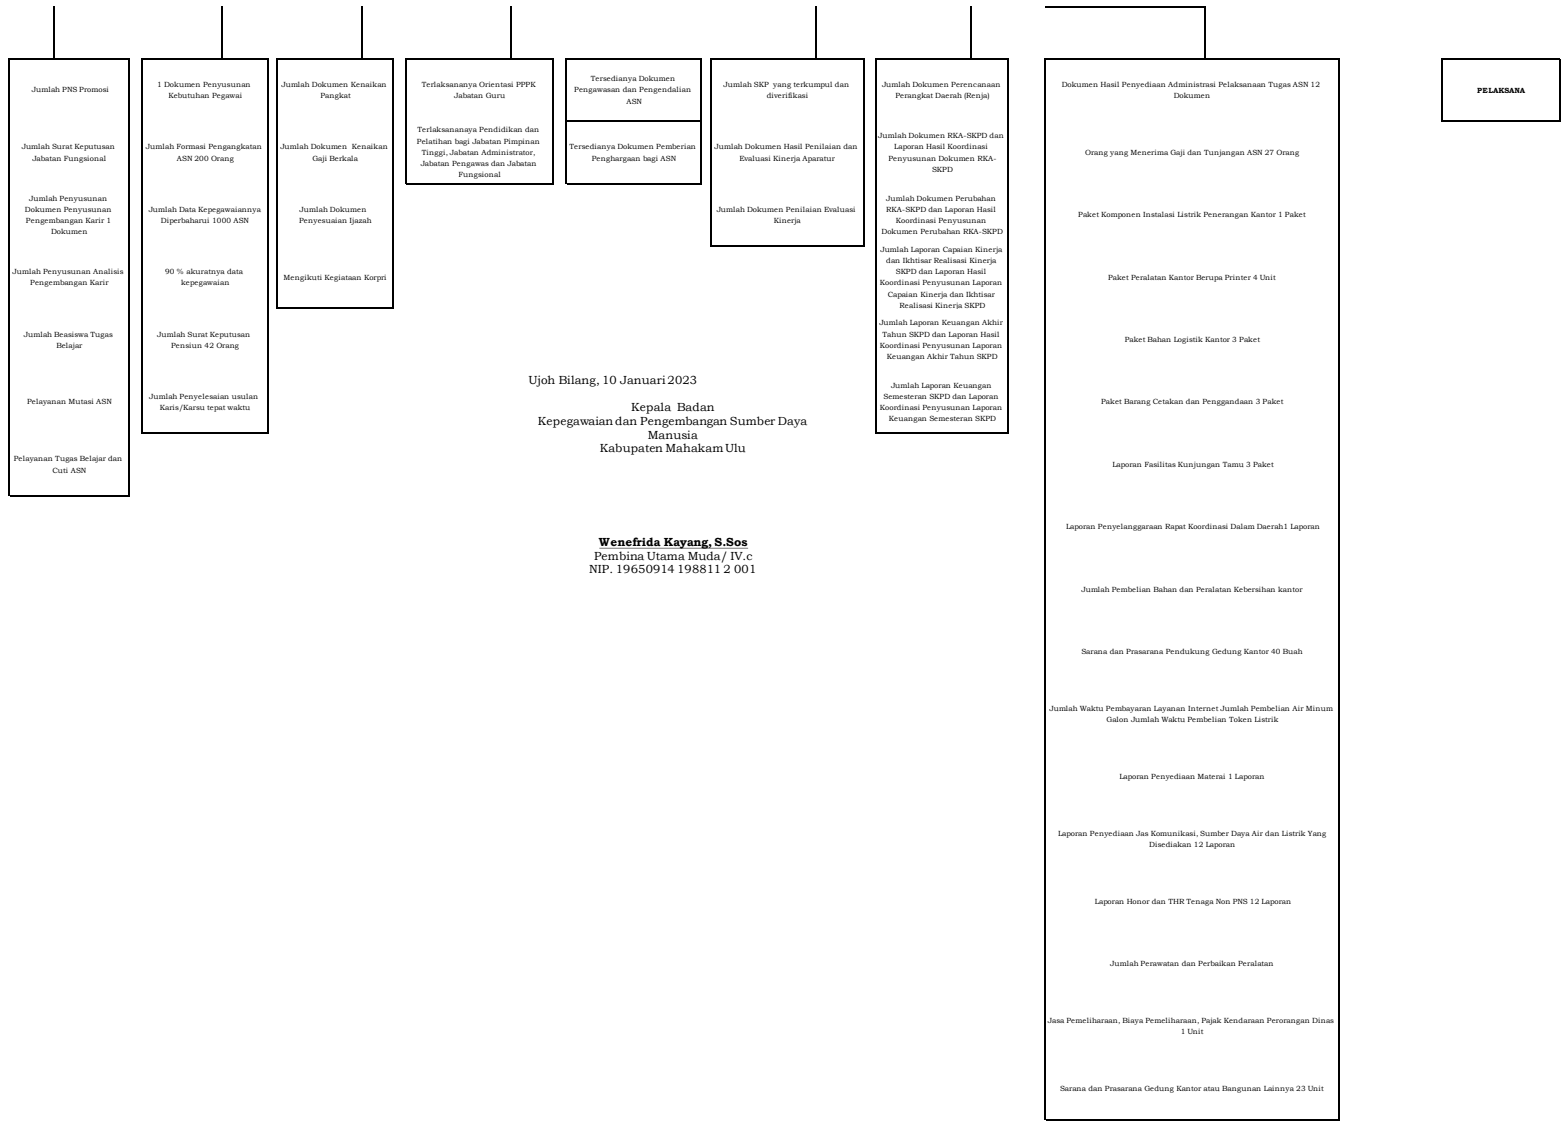 Jumlah PNS Promosi
Jumlah Surat Keputusan
Jabatan Fungsional
Jumlah Penyusunan
Dokumen Penyusunan
Pengembangan Karir 1
Dokumen
Jumlah Penyusunan Analisis
Pengembangan Karir
Jumlah Beasiswa Tugas
Belajar
Pelayanan Mutasi ASN
Pelayanan Tugas Belajar dan
Cuti ASN
1 Dokumen Penyusunan
Kebutuhan Pegawai
Jumlah Formasi Pengangkatan
ASN 200 Orang
Jumlah Data Kepegawaiannya
Diperbaharui 1000 ASN
90 % akuratnya data
kepegawaian
Jumlah Surat Keputusan
Pensiun 42 Orang
Jumlah Penyelesaian usulan
Karis/Karsu tepat waktu
Jumlah Dokumen Kenaikan
Pangkat
Jumlah Dokumen Kenaikan
Gaji Berkala
Jumlah Dokumen
Penyesuaian Ijazah
Mengikuti Kegiataan Korpri
Terlaksananya Orientasi PPPK
Jabatan Guru
Terlaksananaya Pendidikan dan
Pelatihan bagi Jabatan Pimpinan
Tinggi, Jabatan Administrator,
Jabatan Pengawas dan Jabatan
Fungsional
Tersedianya Dokumen
Pengawasan dan Pengendalian
ASN
Tersedianya Dokumen Pemberian
Penghargaan bagi ASN
Jumlah SKP yang terkumpul dan
diverifikasi
Jumlah Dokumen Hasil Penilaian dan
Evaluasi Kinerja Aparatur
Jumlah Dokumen Penilaian Evaluasi
Kinerja
Jumlah Dokumen Perencanaan
Perangkat Daerah (Renja)
Jumlah Dokumen RKA-SKPD dan
Laporan Hasil Koordinasi
Penyusunan Dokumen RKA-
SKPD
Jumlah Dokumen Perubahan
RKA-SKPD dan Laporan Hasil
Koordinasi Penyusunan
Dokumen Perubahan RKA-SKPD
Jumlah Laporan Capaian Kinerja
dan Ikhtisar Realisasi Kinerja
SKPD dan Laporan Hasil
Koordinasi Penyusunan Laporan
Capaian Kinerja dan Ikhtisar
Realisasi Kinerja SKPD
Jumlah Laporan Keuangan Akhir
Tahun SKPD dan Laporan Hasil
Koordinasi Penyusunan Laporan
Keuangan Akhir Tahun SKPD
Jumlah Laporan Keuangan
Semesteran SKPD dan Laporan
Koordinasi Penyusunan Laporan
Keuangan Semesteran SKPD
Dokumen Hasil Penyediaan Administrasi Pelaksanaan Tugas ASN 12
Dokumen
Orang yang Menerima Gaji dan Tunjangan ASN 27 Orang
Paket Komponen Instalasi Listrik Penerangan Kantor 1 Paket
Paket Peralatan Kantor Berupa Printer 4 Unit
Paket Bahan Logistik Kantor 3 Paket
Paket Barang Cetakan dan Penggandaan 3 Paket
Laporan Fasilitas Kunjungan Tamu 3 Paket
Laporan Penyelanggaraan Rapat Koordinasi Dalam Daerah1 Laporan
Jumlah Pembelian Bahan dan Peralatan Kebersihan kantor
Sarana dan Prasarana Pendukung Gedung Kantor 40 Buah
Jumlah Waktu Pembayaran Layanan Internet Jumlah Pembelian Air Minum
Galon Jumlah Waktu Pembelian Token Listrik
Laporan Penyediaan Materai 1 Laporan
Laporan Penyediaan Jas Komunikasi, Sumber Daya Air dan Listrik Yang
Disediakan 12 Laporan
Laporan Honor dan THR Tenaga Non PNS 12 Laporan
Jumlah Perawatan dan Perbaikan Peralatan
Jasa Pemeliharaan, Biaya Pemeliharaan, Pajak Kendaraan Perorangan Dinas
1 Unit
Sarana dan Prasarana Gedung Kantor atau Bangunan Lainnya 23 Unit
PELAKSANA
Ujoh Bilang, 10 Januari 2023
Kepala Badan
Kepegawaian dan Pengembangan Sumber Daya
Manusia
Kabupaten Mahakam Ulu
Wenefrida Kayang, S.Sos
Pembina Utama Muda/ IV.c
NIP. 19650914 198811 2 001